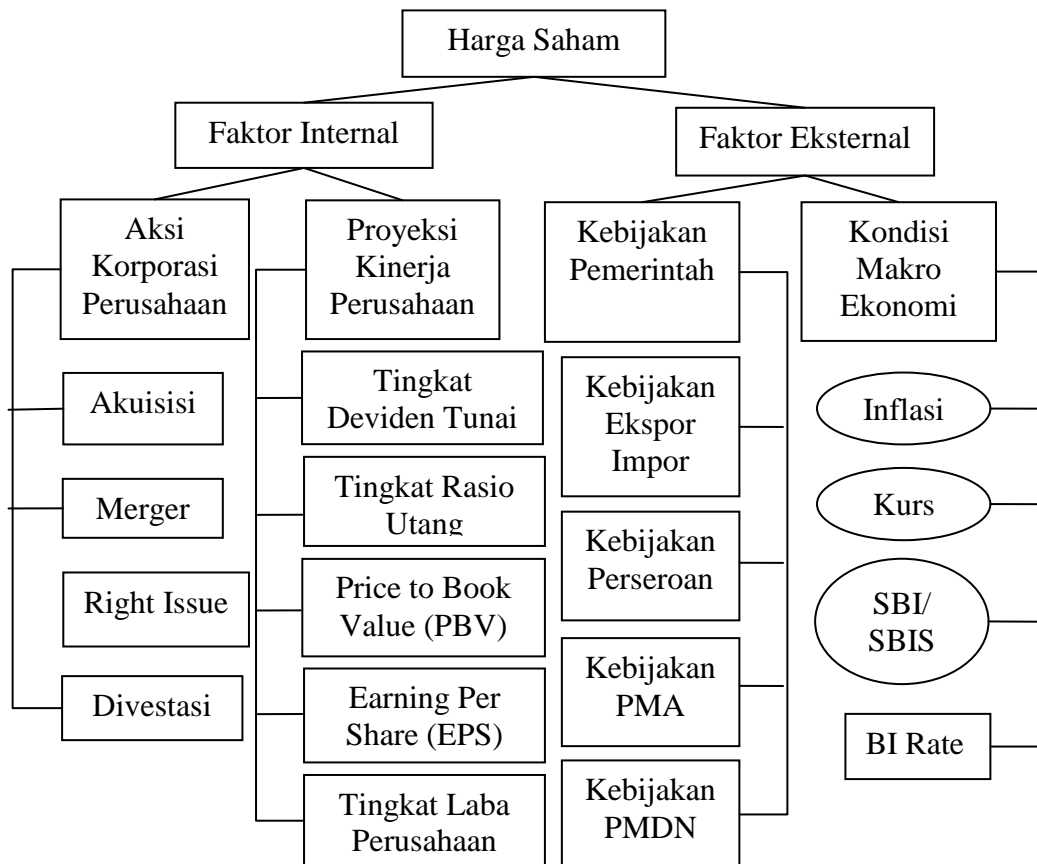 Harga Saham
Faktor Internal
Faktor Eksternal
Aksi
Korporasi
Perusahaan
Proyeksi
Kinerja
Perusahaan
Kebijakan
Pemerintah
Kondisi
Makro
Ekonomi
Akuisisi
Merger
Right Issue
Divestasi
Tingkat
Deviden Tunai
Tingkat Rasio
Utang
Price to Book
Value (PBV)
Earning Per
Share (EPS)
Tingkat Laba
Perusahaan
Kebijakan
Ekspor
Impor
Kebijakan
Perseroan
Kebijakan
PMA
Kebijakan
PMDN
Inflasi
Kurs
SBI/
SBIS
BI Rate